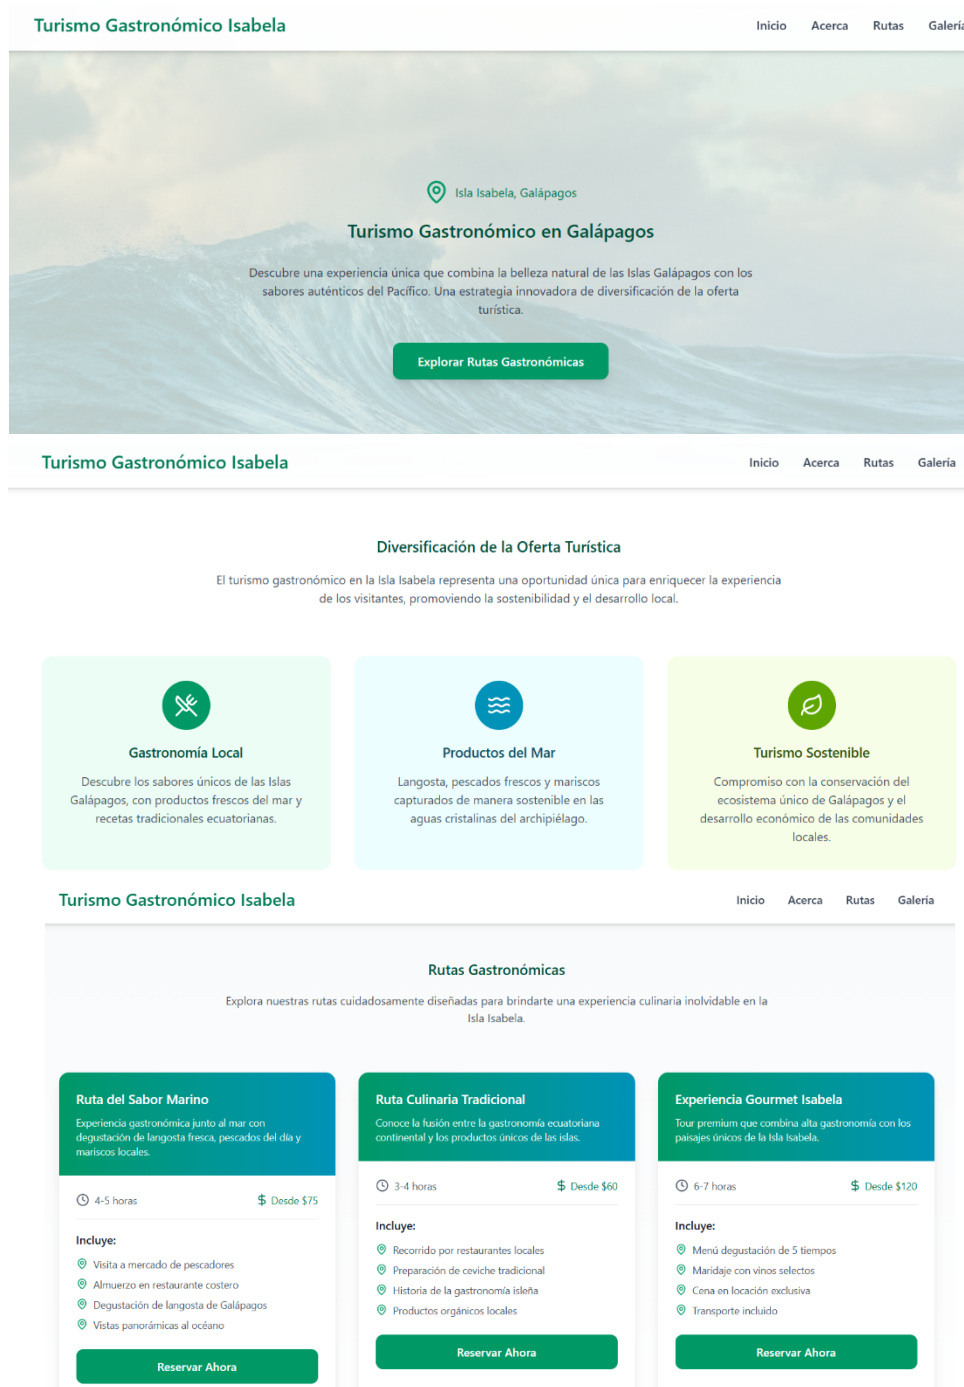 Turismo Gastronómico Isabela
Inicio Acerca Rutas Galería
Isla Isabela, Galápagos
Turismo Gastronómico en Galápagos
Descubre una experiencia única que combina la belleza natural de las Islas Galápagos con los
sabores auténticos del Pacífico. Una estrategia innovadora de diversificación de la oferta
turística.
Explorar Rutas Gastronómicas
Turismo Gastronómico Isabela
Inicio Acerca Rutas Galería
Diversificación de la Oferta Turística
El turismo gastronómico en la Isla Isabela representa una oportunidad única para enriquecer la experiencia
de los visitantes, promoviendo la sostenibilidad y el desarrollo local.
Gastronomía Local
Descubre los sabores únicos de las Islas
Galápagos, con productos frescos del mar y
recetas tradicionales ecuatorianas.
Productos del Mar
Langosta, pescados frescos y mariscos
capturados de manera sostenible en las
aguas cristalinas del archipiélago.
Turismo Sostenible
Compromiso con la conservación del
ecosistema único de Galápagos y el
desarrollo económico de las comunidades
locales.
Turismo Gastronómico Isabela
Inicio Acerca Rutas Galería
Rutas Gastronómicas
Explora nuestras rutas cuidadosamente diseñadas para brindarte una experiencia culinaria inolvidable en la
Isla Isabela.
Ruta del Sabor Marino
Experiencia gastronómica junto al mar con
degustación de langosta fresca, pescados del día y
mariscos locales.
4-5 horas
$ Desde $75
Incluye:
Visita a mercado de pescadores
Almuerzo en restaurante costero
Degustación de langosta de Galápagos
Vistas panorámicas al océano
Reservar Ahora
Ruta Culinaria Tradicional
Conoce la fusión entre la gastronomía ecuatoriana
continental y los productos únicos de las islas.
3-4 horas
$ Desde $60
Incluye:
Recorrido por restaurantes locales
Preparación de ceviche tradicional
Historia de la gastronomía isleña
Productos orgánicos locales
Reservar Ahora
Experiencia Gourmet Isabela
Tour premium que combina alta gastronomía con los
paisajes únicos de la Isla Isabela.
6-7 horas
$ Desde $120
Incluye:
Menú degustación de 5 tiempos
Maridaje con vinos selectos
Cena en locación exclusiva
Transporte incluido
Reservar Ahora